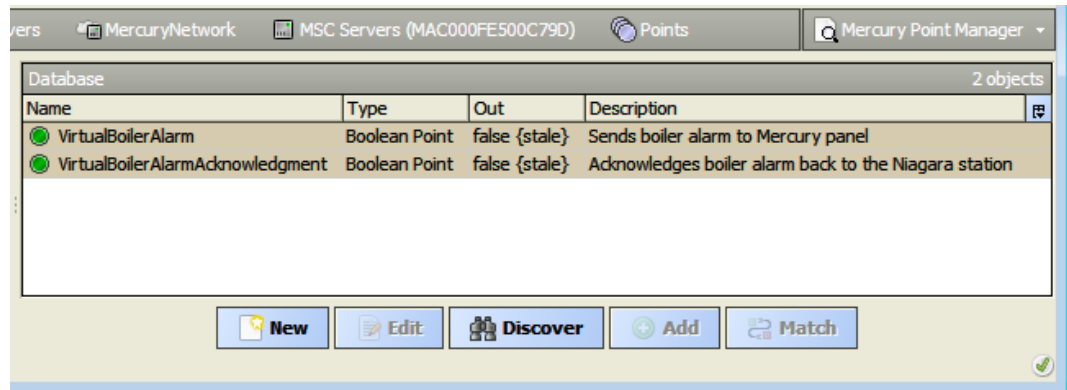 vers MercuryNetwork MSC Servers (MAC000FE500C79D) Points Mercury Point Manager
Database 2 objects
Name Type Out Description
VirtualBoilerAlarm Boolean Point false {stale} Sends boiler alarm to Mercury panel
VirtualBoilerAlarmAcknowledgment Boolean Point false {stale} Acknowledges boiler alarm back to the Niagara station
New Edit Discover Add Match